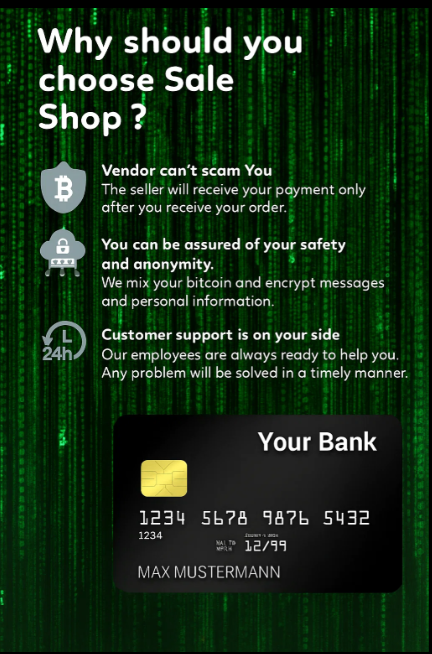 Why should you
choose Sale
Shop ?
Vendor can't scam You
The seller will receive your payment only
after you receive your order.
You can be assured of your safety
and anonymity.
We mix your bitcoin and encrypt messages
and personal information.
24h
Customer support is on your side
Our employees are always ready to help you.
Any problem will be solved in a timely manner.
Your Bank
1234 5678 9876 5432
1234
12/99
MAX MUSTERMANN